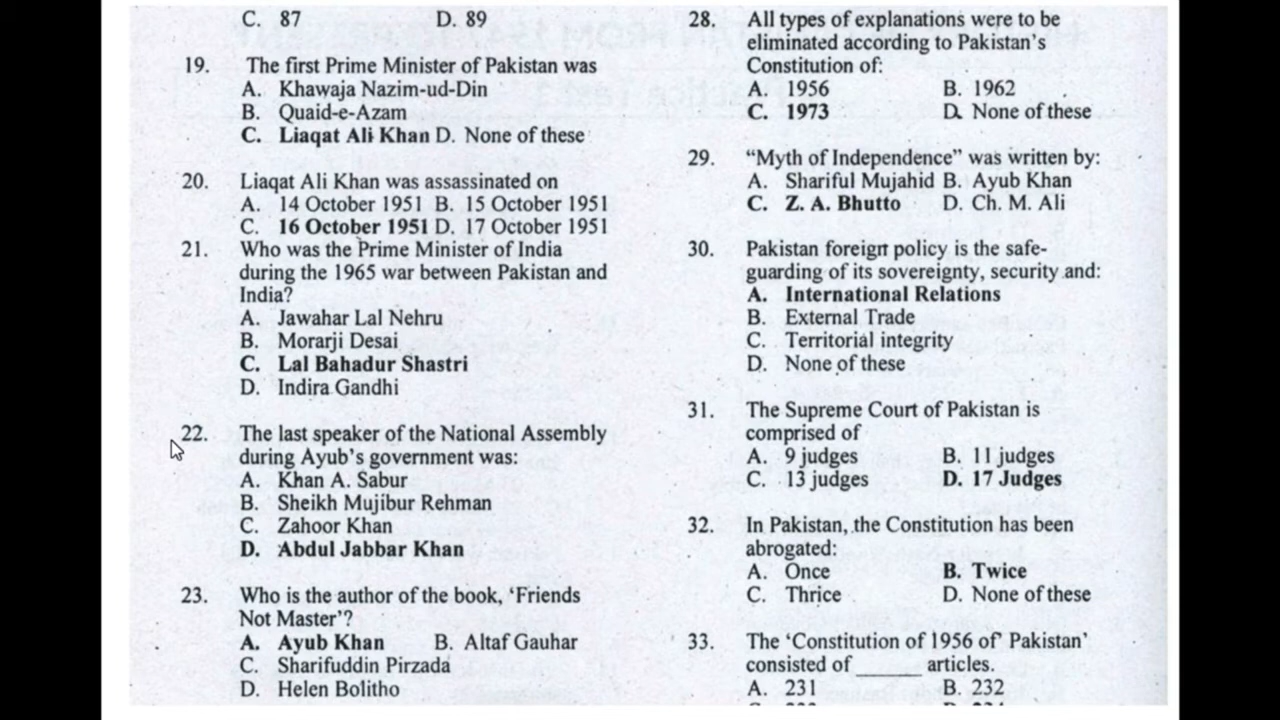 C. 87 D. 89
19. The first Prime Minister of Pakistan was
A. Khawaja Nazim-ud-Din
B. Quaid-e-Azam
C. Liaqat Ali Khan D. None of these
20. Liaqat Ali Khan was assassinated on
A. 14 October 1951 B. 15 October 1951
C. 16 October 1951 D. 17 October 1951
21. Who was the Prime Minister of India
during the 1965 war between Pakistan and
India?
A. Jawahar Lal Nehru
B. Morarji Desai
C. Lal Bahadur Shastri
D. Indira Gandhi
22. The last speaker of the National Assembly
during Ayub's government was:
A. Khan A. Sabur
B. Sheikh Mujibur Rehman
C. Zahoor Khan
D. Abdul Jabbar Khan
23. Who is the author of the book, 'Friends
Not Master'?
A. Ayub Khan B. Altaf Gauhar
C. Sharifuddin Pirzada
D. Helen Bolitho
28. All types of explanations were to be
eliminated according to Pakistan's
Constitution of:
A. 1956 B. 1962
C. 1973 D. None of these
29. "Myth of Independence" was written by:
A. Shariful Mujahid B. Ayub Khan
C. Z. A. Bhutto D. Ch. M. Ali
30. Pakistan foreign policy is the safe-
guarding of its sovereignty, security and:
A. International Relations
B. External Trade
C. Territorial integrity
D. None of these
31. The Supreme Court of Pakistan is
comprised of
A. 9 judges B. 11 judges
C. 13 judges D. 17 Judges
32. In Pakistan, the Constitution has been
abrogated:
A. Once B. Twice
C. Thrice D. None of these
33. The 'Constitution of 1956 of' Pakistan'
consisted of ______ articles.
A. 231 B. 232